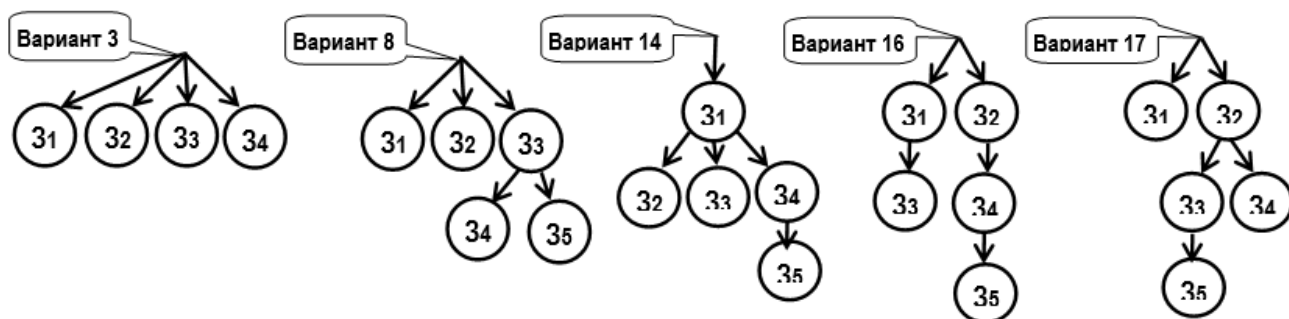 Вариант 3
З1 З2 З3 З4
Вариант 8
З1 З2 З3
З4 З5
Вариант 14
З1
З2 З3 З4
З5
Вариант 16
З1 З2
З3 З4
З5
Вариант 17
З1 З2
З3 З4
З5